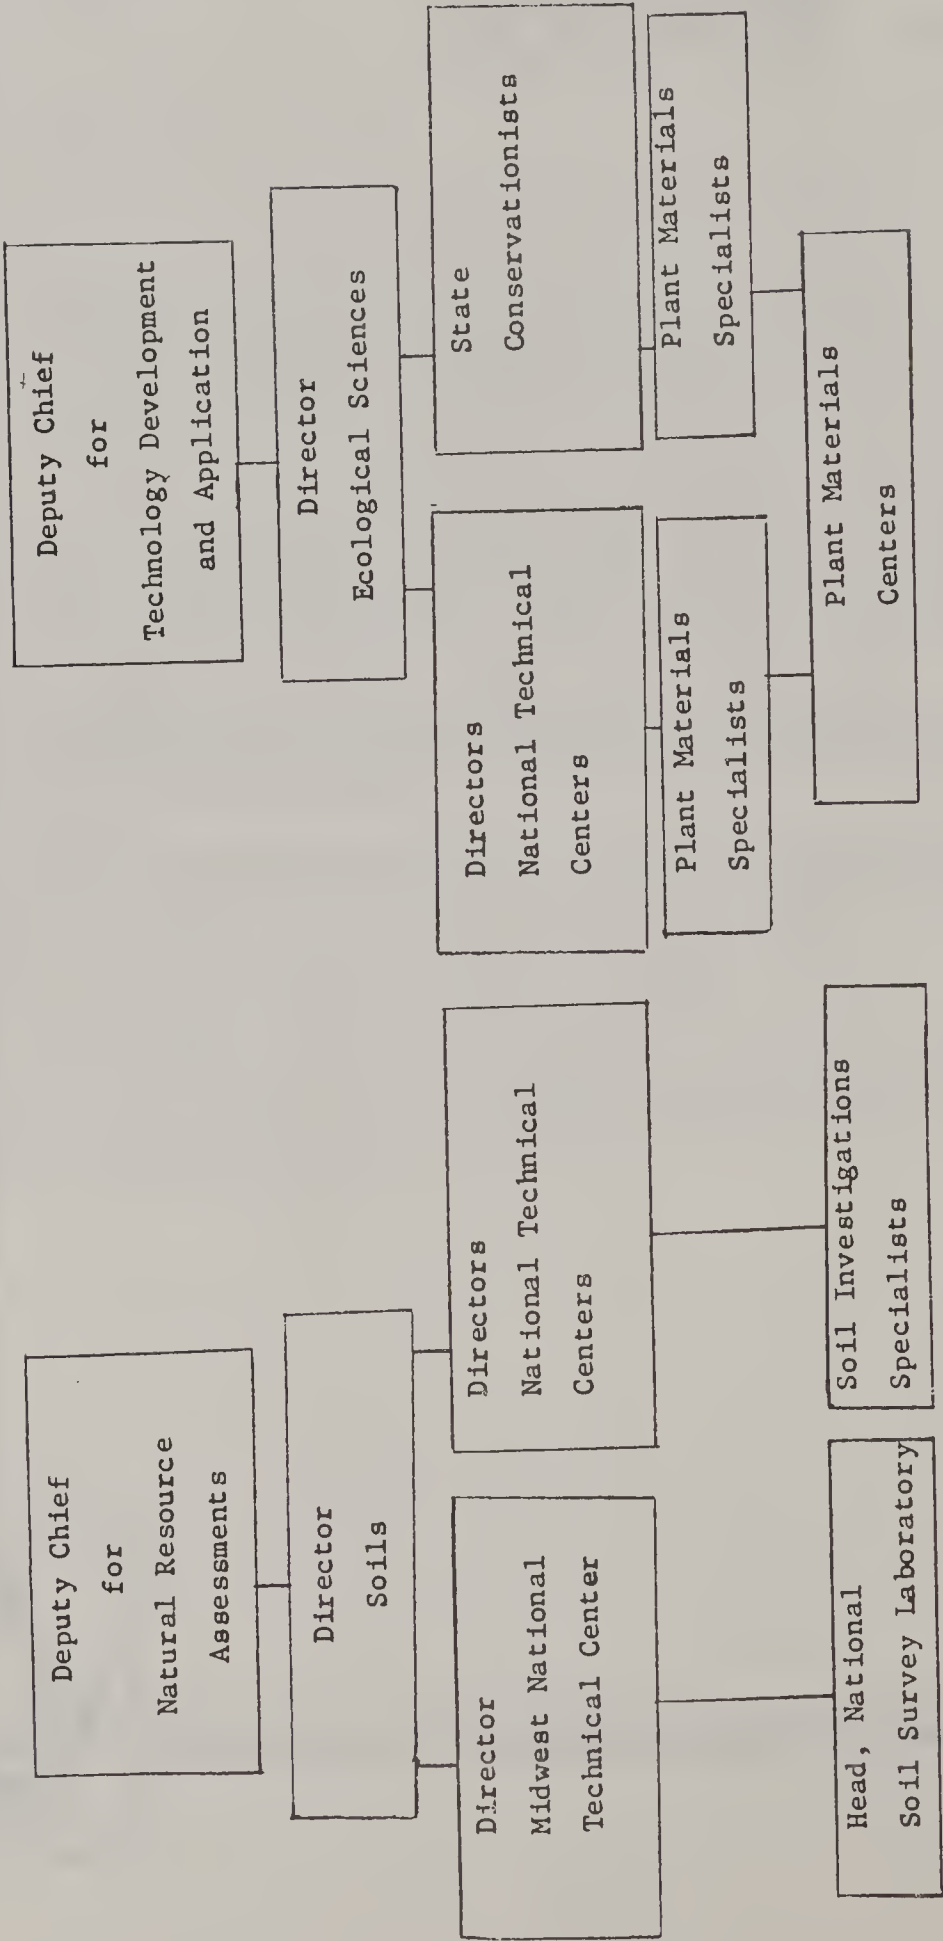 Deputy Chief
for
Natural Resource
Assessments
Director
Soils
Director
Midwest National
Technical Center
Directors
National Technical
Centers
Head, National
Soil Survey Laboratory
Soil Investigations
Specialists
Deputy Chief
for
Technology Development
and Application
Director
Ecological Sciences
Directors
National Technical
Centers
State
Conservationists
Plant Materials
Specialists
Plant Materials
Specialists
Plant Materials
Centers